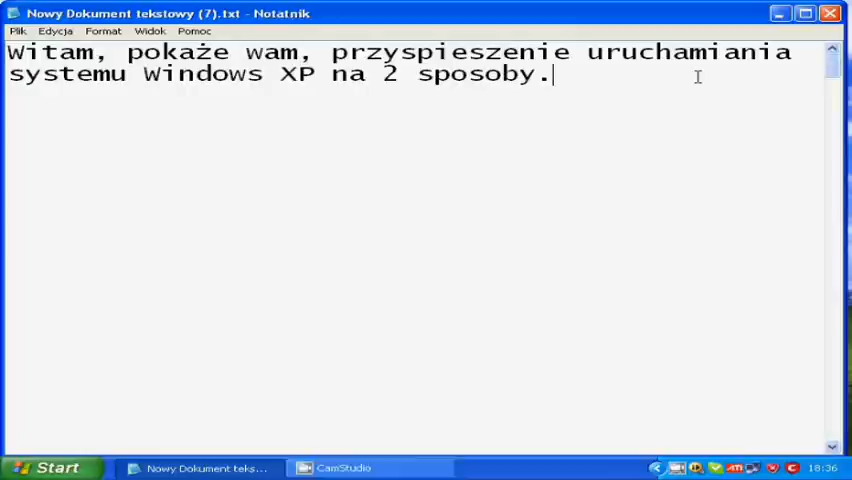 Nowy Dokument tekstowy (7).txt - Notatnik
Plik Edycja Format Widok Pomoc
Witam, pokaże wam, przyspieszenie uruchamiania
systemu Windows XP na 2 sposoby.
Start Nowy Dokument teks... CamStudio ATI 18:36